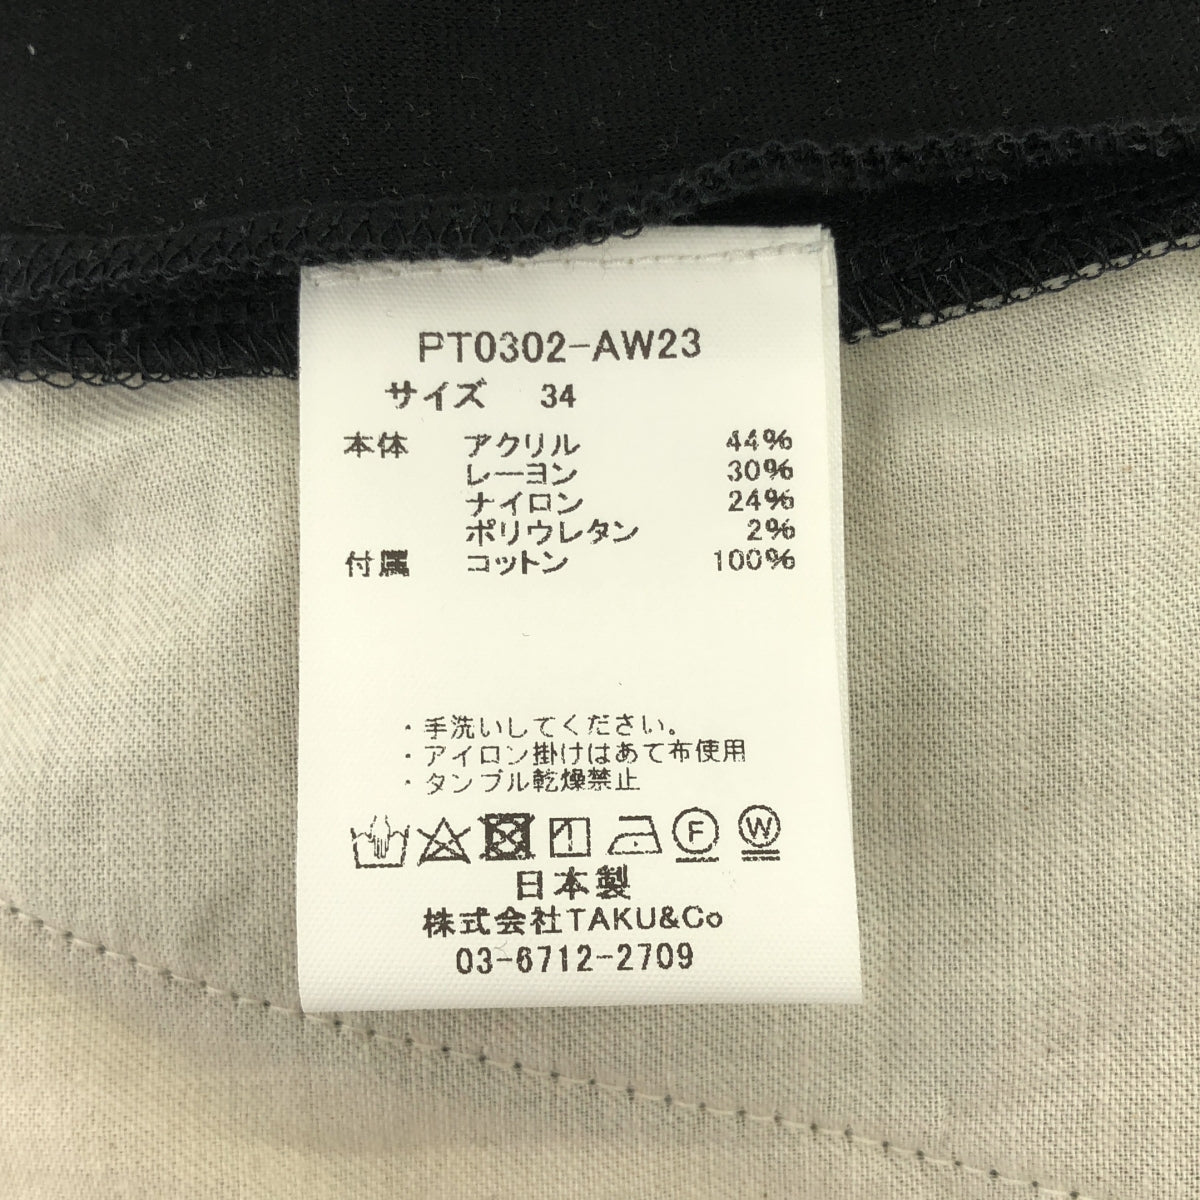 PT0302-AW23
サイズ 34
本体 アクリル 44%
レーヨン 30%
ナイロン 24%
ポリウレタン 2%
付属 コットン 100%
・手洗いしてください。
・アイロン掛けはあて布使用
・タンブル乾燥禁止
F W
日本製
株式会社TAKU&Co
03-6712-2709